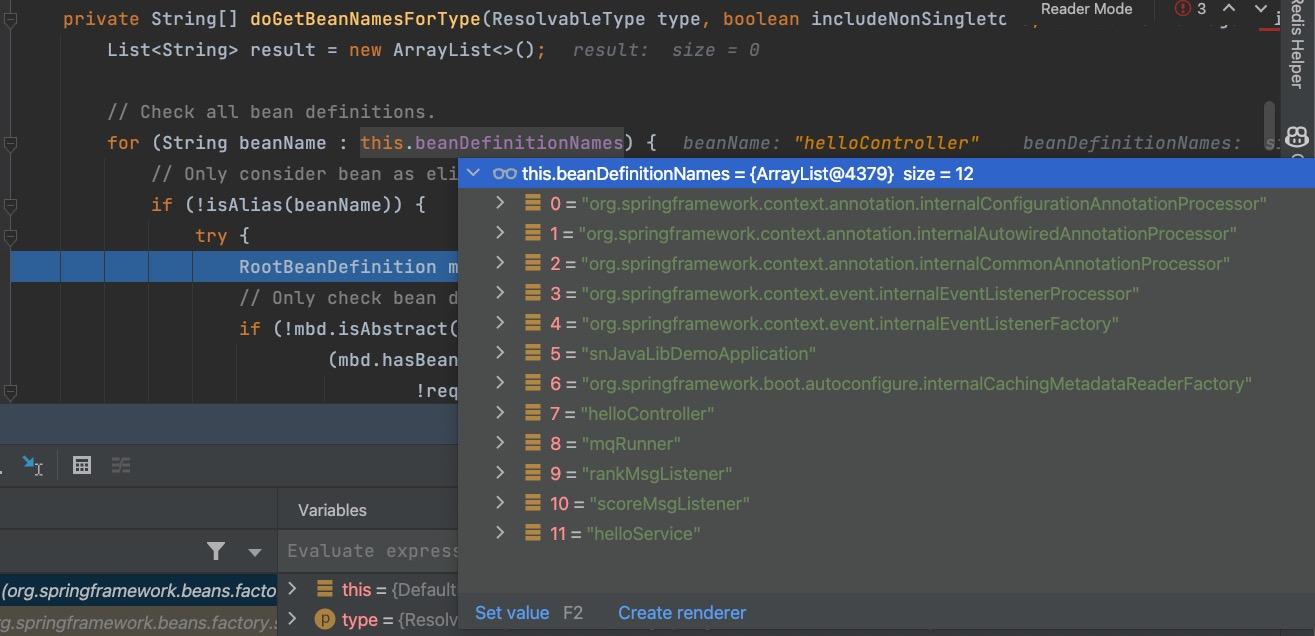 private String[] doGetBeanNamesForType(ResolvableType type, boolean includeNonSingleto
Reader Mode
3
List<String> result = new ArrayList<>(); result: size = 0
Redis Helper
// Check all bean definitions.
for (String beanName : this.beanDefinitionNames) { beanName: "helloController" beanDefinitionNames:
// Only consider bean as eli
this.beanDefinitionNames = {ArrayList@4379} size = 12
if (!isAlias(beanName)) {
0 = "org.springframework.context.annotation.internalConfigurationAnnotationProcessor"
try {
1 = "org.springframework.context.annotation.internalAutowiredAnnotationProcessor"
RootBeanDefinition m
2 = "org.springframework.context.annotation.internalCommonAnnotationProcessor"
// Only check bean d
3 = "org.springframework.context.event.internalEventListenerProcessor"
if (!mbd.isAbstract(
4 = "org.springframework.context.event.internalEventListenerFactory"
(mbd.hasBean
5 = "snJavaLibDemoApplication"
!req
6 = "org.springframework.boot.autoconfigure.internalCachingMetadataReaderFactory"
7 = "helloController"
8 = "mqRunner"
9 = "rankMsgListener"
10 = "scoreMsgListener"
11 = "helloService"
Variables
Evaluate express
(org.springframework.beans.facto
this = {Default
rg.springframework.beans.factory.s
type = {Resolv
Set value F2 Create renderer